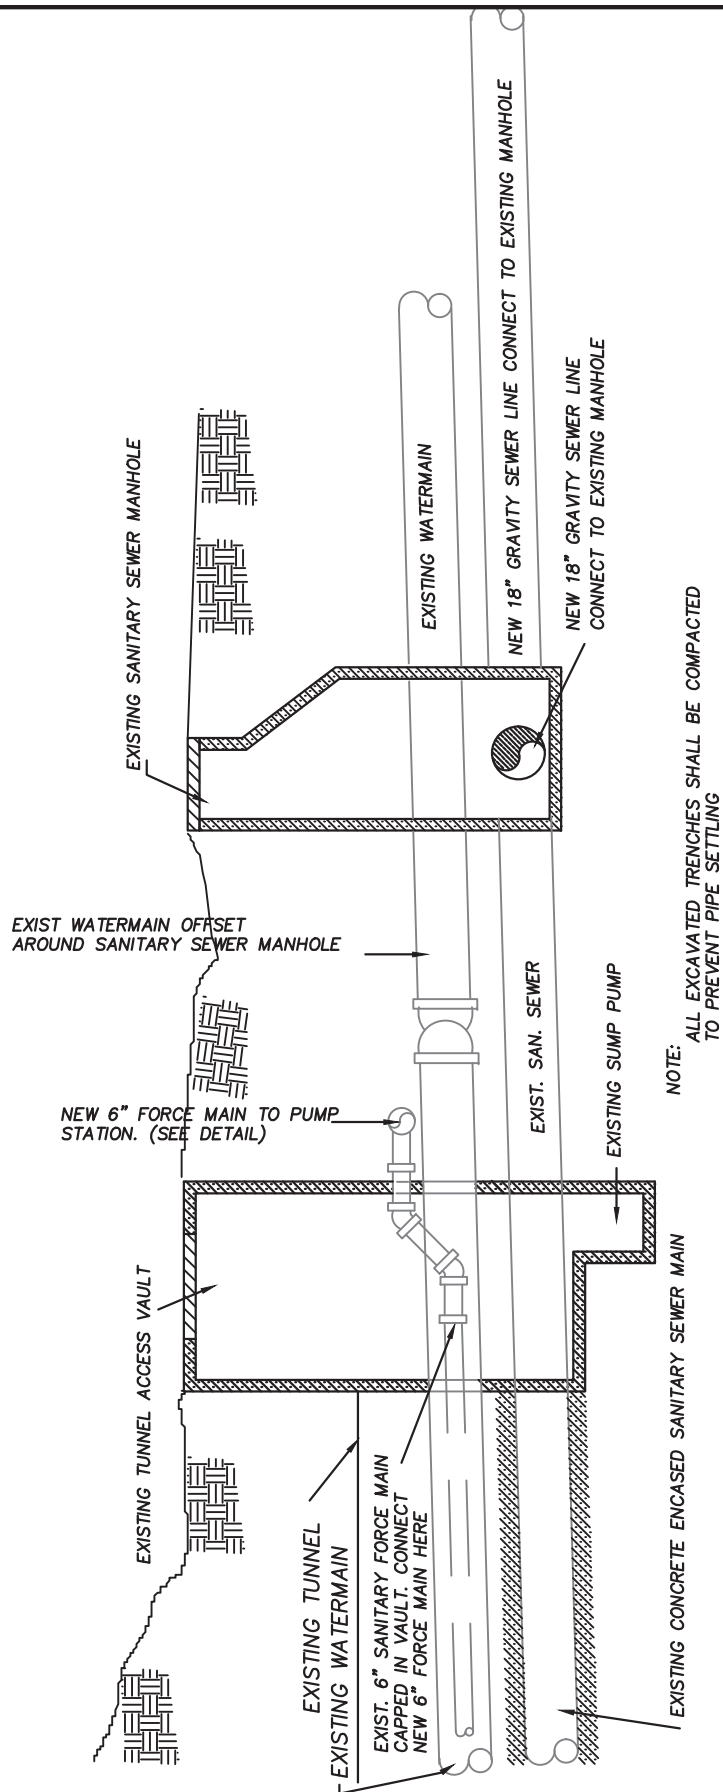 EXISTING SANITARY SEWER MANHOLE
EXISTING WATERMAIN
NEW 18" GRAVITY SEWER LINE CONNECT TO EXISTING MANHOLE
NEW 18" GRAVITY SEWER LINE
CONNECT TO EXISTING MANHOLE
EXIST WATERMAIN OFFSET
AROUND SANITARY SEWER MANHOLE
EXIST. SAN. SEWER
EXISTING SUMP PUMP
NOTE:
ALL EXCAVATED TRENCHES SHALL BE COMPACTED
TO PREVENT PIPE SETTLING
NEW 6" FORCE MAIN TO PUMP
STATION. (SEE DETAIL)
EXISTING TUNNEL ACCESS VAULT
EXISTING TUNNEL
EXISTING WATERMAIN
EXIST. 6" SANITARY FORCE MAIN
CAPPED IN VAULT. CONNECT
NEW 6" FORCE MAIN HERE
EXISTING CONCRETE ENCASED SANITARY SEWER MAIN